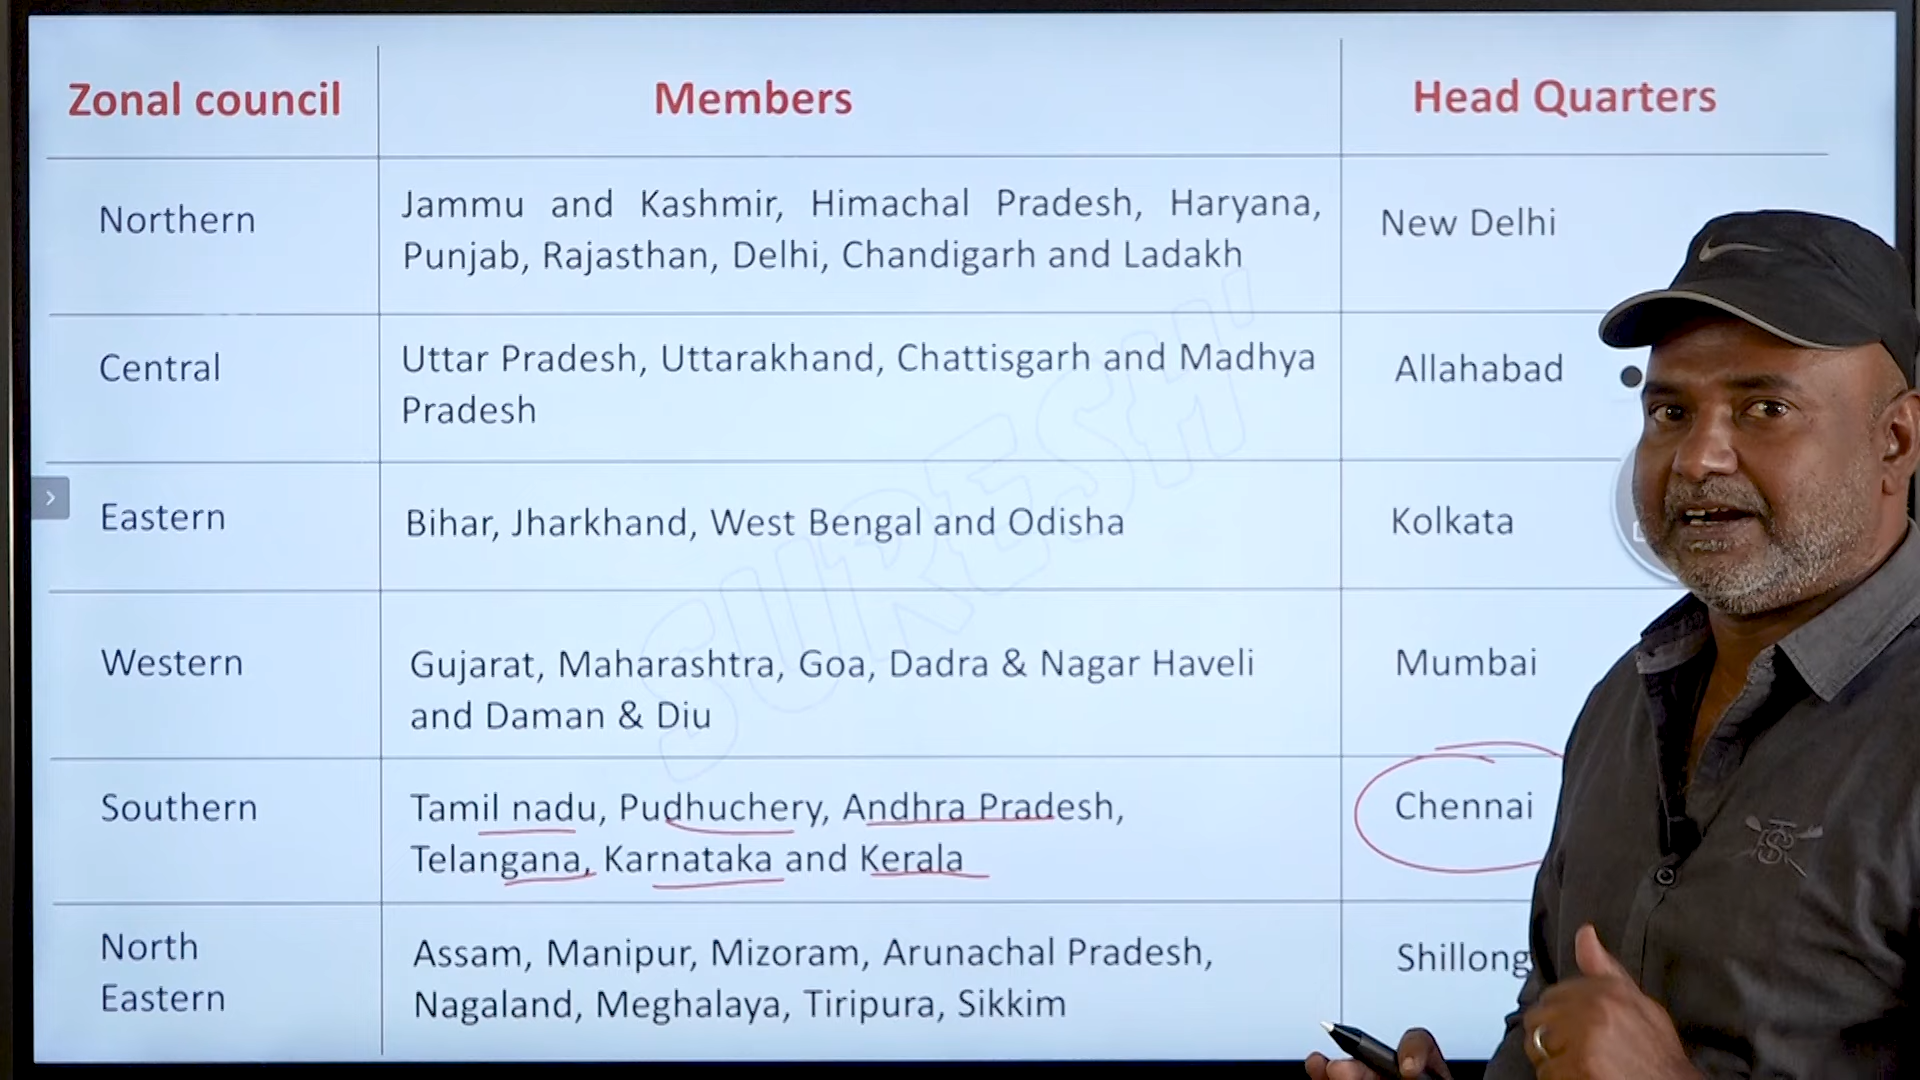 Zonal council
Members
Head Quarters
Northern
Jammu and Kashmir, Himachal Pradesh, Haryana,
Punjab, Rajasthan, Delhi, Chandigarh and Ladakh
New Delhi
Central
Uttar Pradesh, Uttarakhand, Chattisgarh and Madhya
Pradesh
Allahabad
Eastern
Bihar, Jharkhand, West Bengal and Odisha
Kolkata
Western
Gujarat, Maharashtra, Goa, Dadra & Nagar Haveli
and Daman & Diu
Mumbai
Southern
Tamil nadu, Pudhuchery, Andhra Pradesh,
Telangana, Karnataka and Kerala
Chennai
North
Eastern
Assam, Manipur, Mizoram, Arunachal Pradesh,
Nagaland, Meghalaya, Tiripura, Sikkim
Shillong
SURESH'